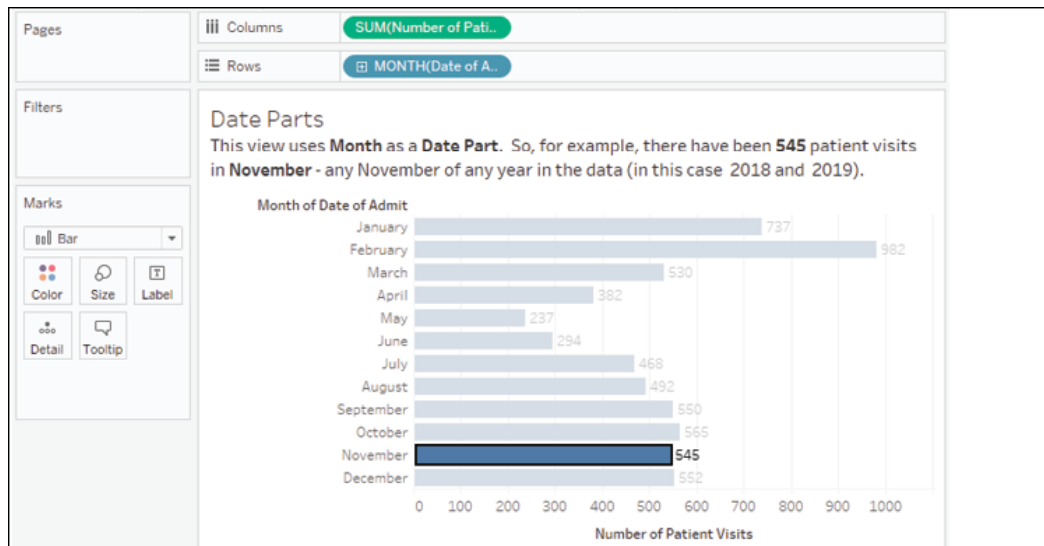 Pages
Columns
SUM(Number of Pati..
Rows
MONTH(Date of A..
Filters
Date Parts
This view uses Month as a Date Part.  So, for example, there have been 545 patient visits
in November - any November of any year in the data (in this case 2018 and 2019).
Marks
Bar
Color
Size
Label
Detail
Tooltip
Month of Date of Admit
January 737
February 982
March 530
April 382
May 237
June 294
July 468
August 492
September 550
October 565
November 545
December 552
0 100 200 300 400 500 600 700 800 900 1000
Number of Patient Visits